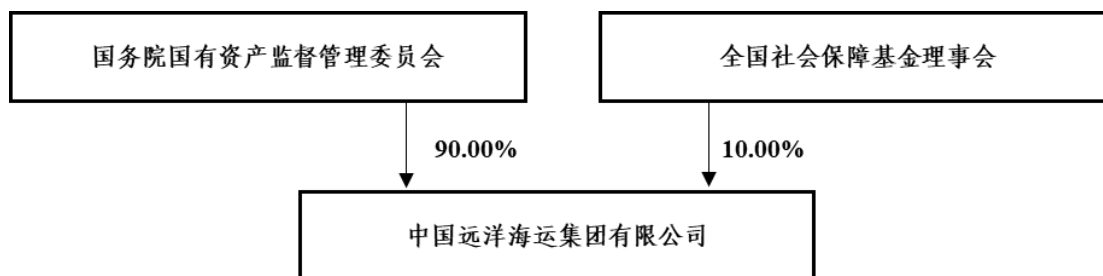 国务院国有资产监督管理委员会
全国社会保障基金理事会
90.00%
10.00%
中国远洋海运集团有限公司